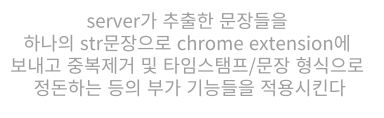 server가 추출한 문장들을
하나의 str문장으로 chrome extension에
보내고 중복제거 및 타임스탬프/문장 형식으로
정돈하는 등의 부가 기능들을 적용시킨다